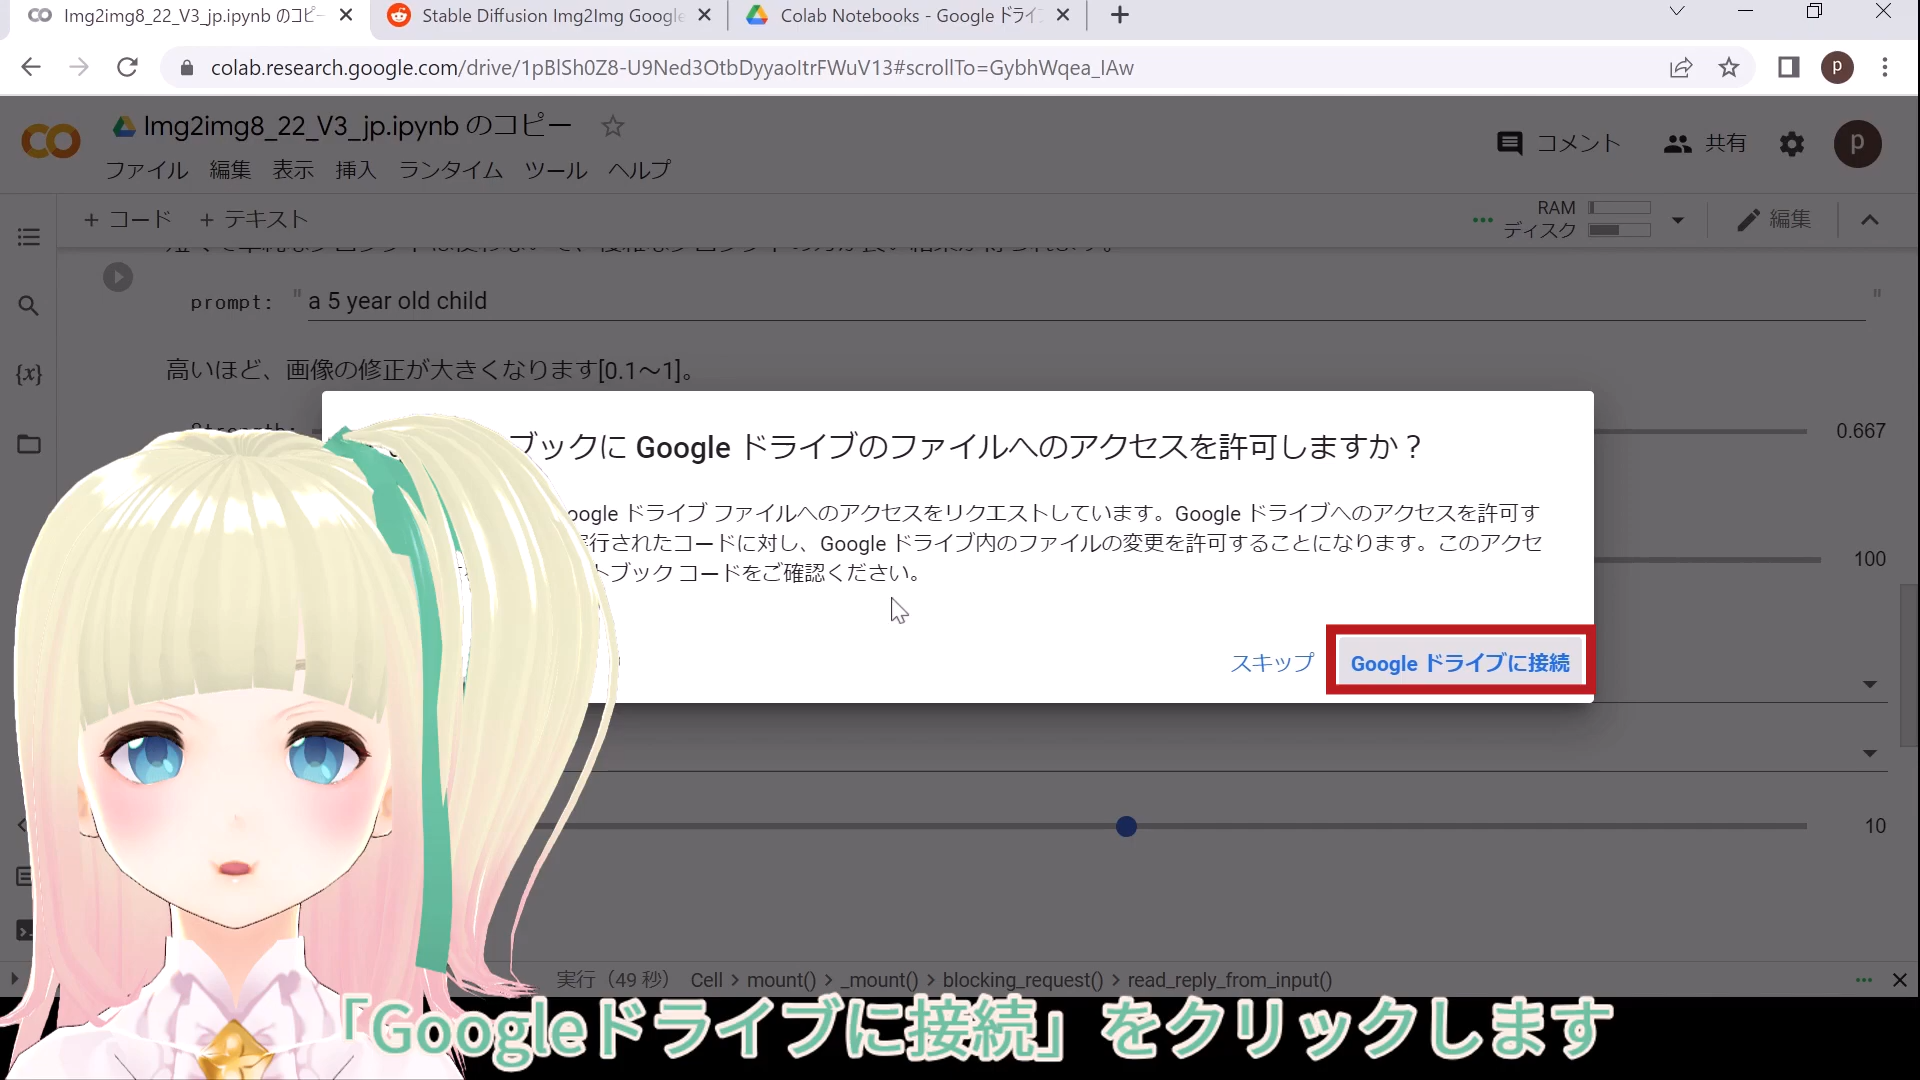 Img2img8_22_V3_jp.ipynb のコピー
Stable Diffusion Img2Img Google
Colab Notebooks - Google ドライ
colab.research.google.com/drive/1pBlSh0Z8-U9Ned3OtbDyyaoItrFWuV13#scrollTo=GybhWqea_IAw
p
Img2img8_22_V3_jp.ipynb のコピー
コメント
共有
p
ファイル 編集 表示 挿入 ランタイム ツール ヘルプ
+ コード + テキスト
RAM
ディスク
編集
prompt: " a 5 year old child "
高いほど、画像の修正が大きくなります[0.1～1]。
0.667
ブックに Google ドライブのファイルへのアクセスを許可しますか？
oogle ドライブ ファイルへのアクセスをリクエストしています。Google ドライブへのアクセスを許可す
行されたコードに対し、Google ドライブ内のファイルの変更を許可することになります。このアクセ
トブック コードをご確認ください。
100
スキップ
Google ドライブに接続
10
実行（49 秒） Cell > mount() > _mount() > blocking_request() > read_reply_from_input()
「Googleドライブに接続」をクリックします